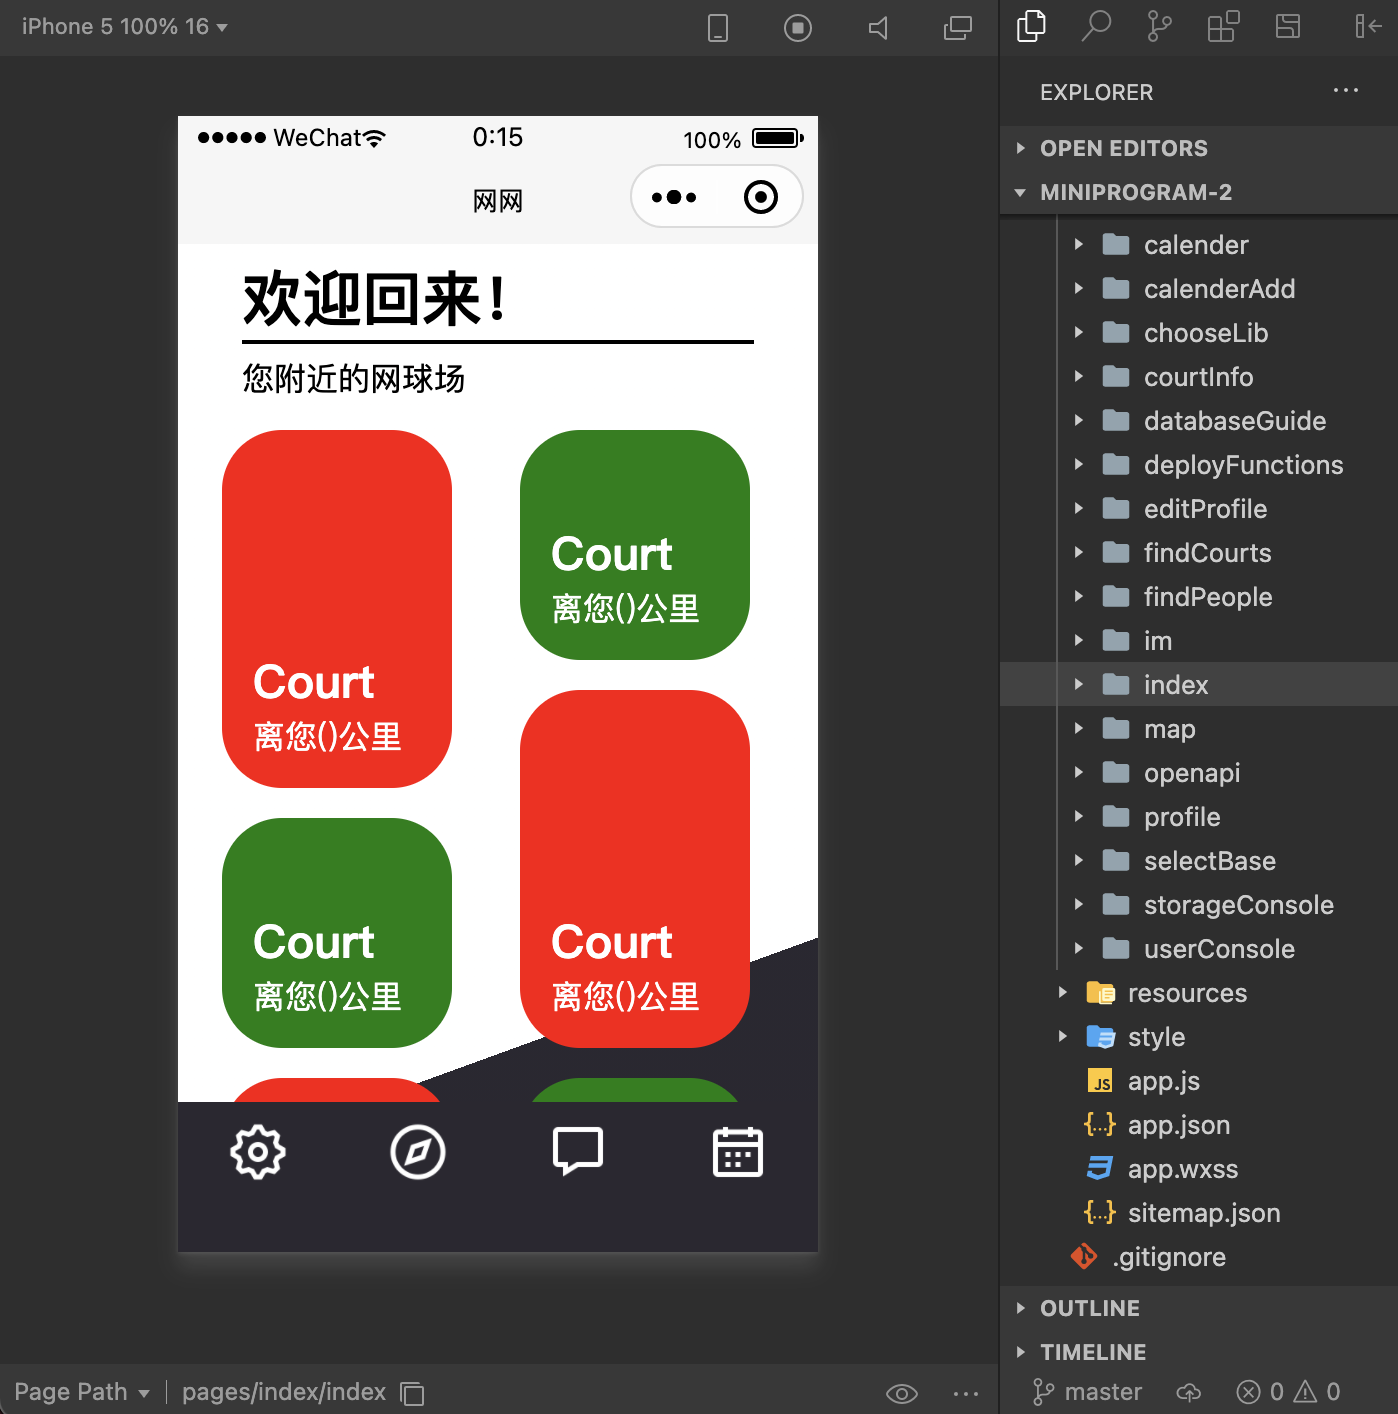 iPhone 5 100% 16
WeChat
0:15
100%
网网
欢迎回来！
您附近的网球场
Court
离您()公里
Court
离您()公里
Court
离您()公里
Court
离您()公里
Page Path
pages/index/index
EXPLORER
OPEN EDITORS
MINIPROGRAM-2
calender
calenderAdd
chooseLib
courtInfo
databaseGuide
deployFunctions
editProfile
findCourts
findPeople
im
index
map
openapi
profile
selectBase
storageConsole
userConsole
resources
style
JS app.js
{..} app.json
app.wxss
{..} sitemap.json
.gitignore
OUTLINE
TIMELINE
master
0
0